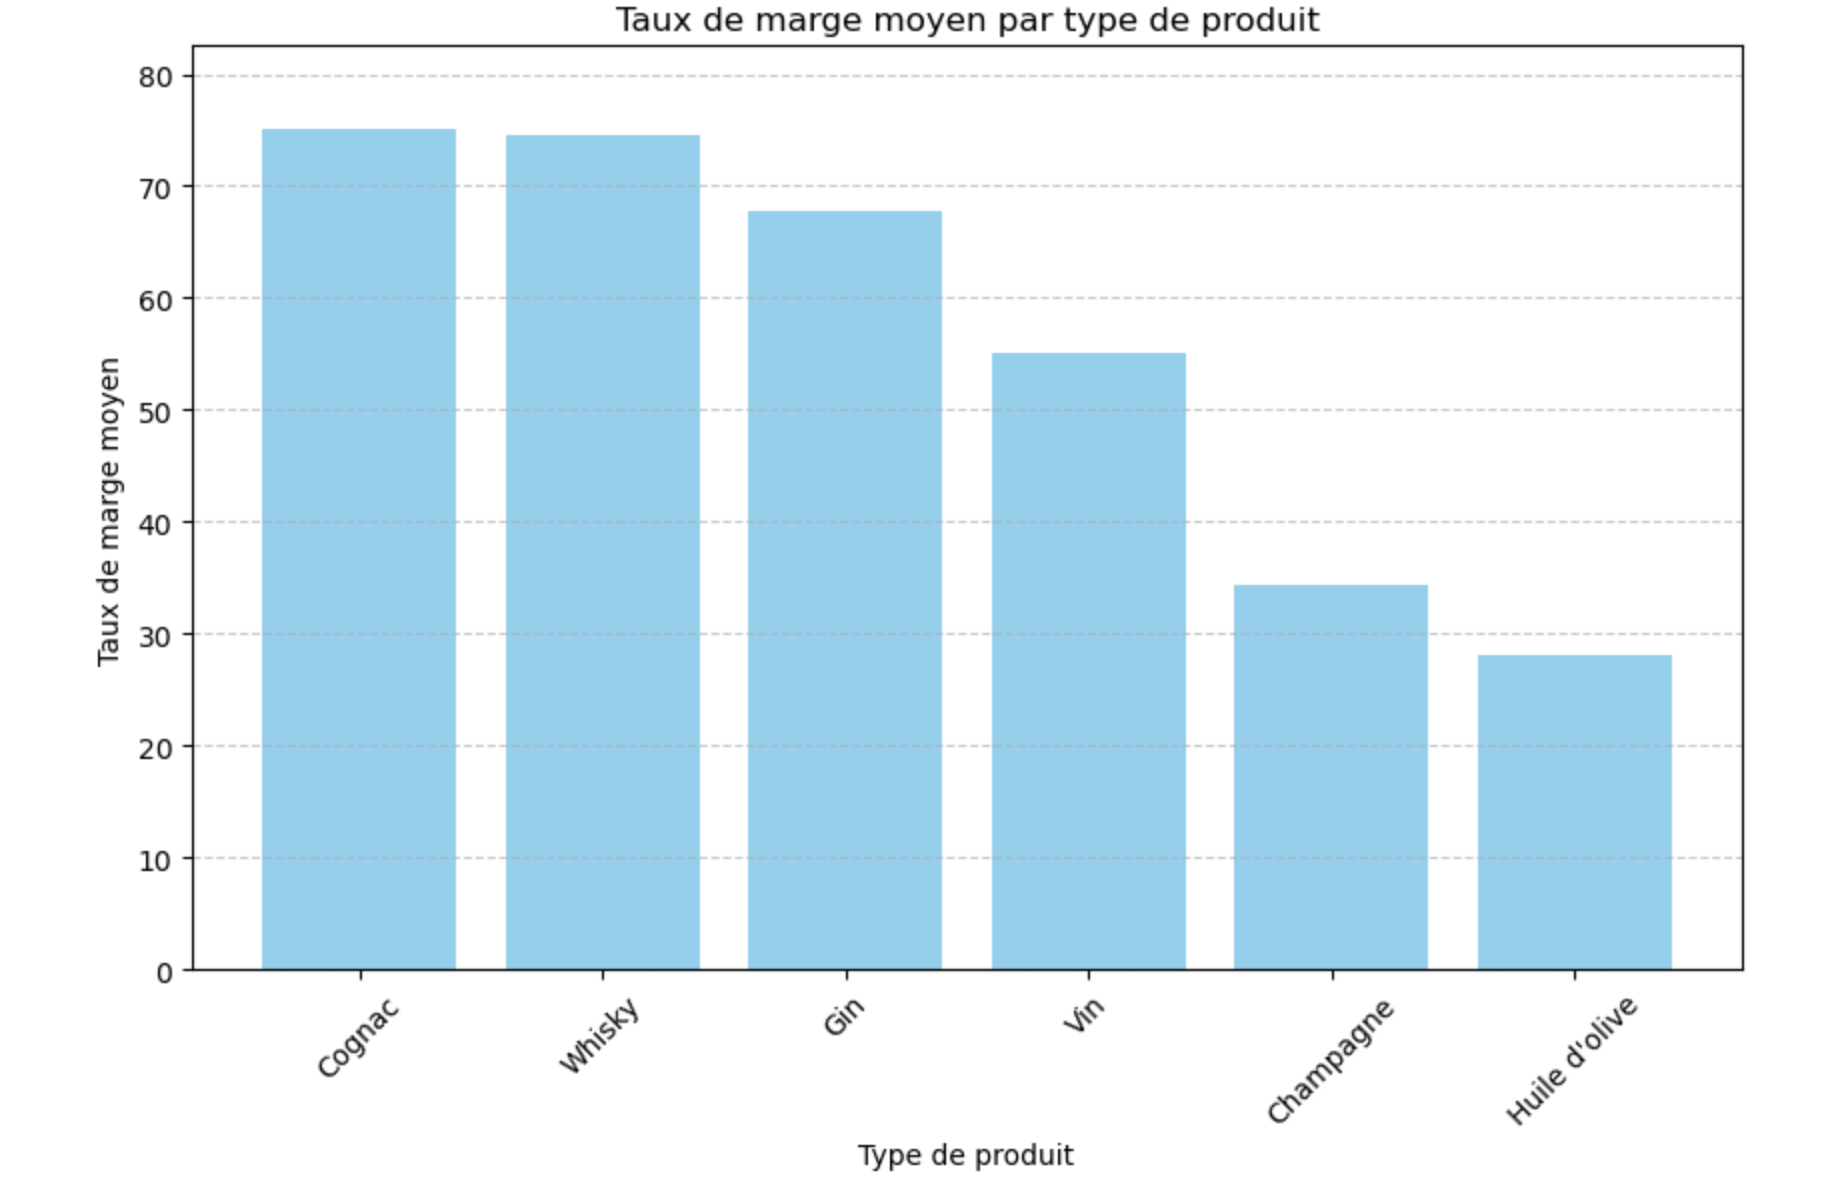 Taux de marge moyen par type de produit
Taux de marge moyen
80
70
60
50
40
30
20
10
0
Cognac
Whisky
Gin
Vin
Champagne
Huile d'olive
Type de produit